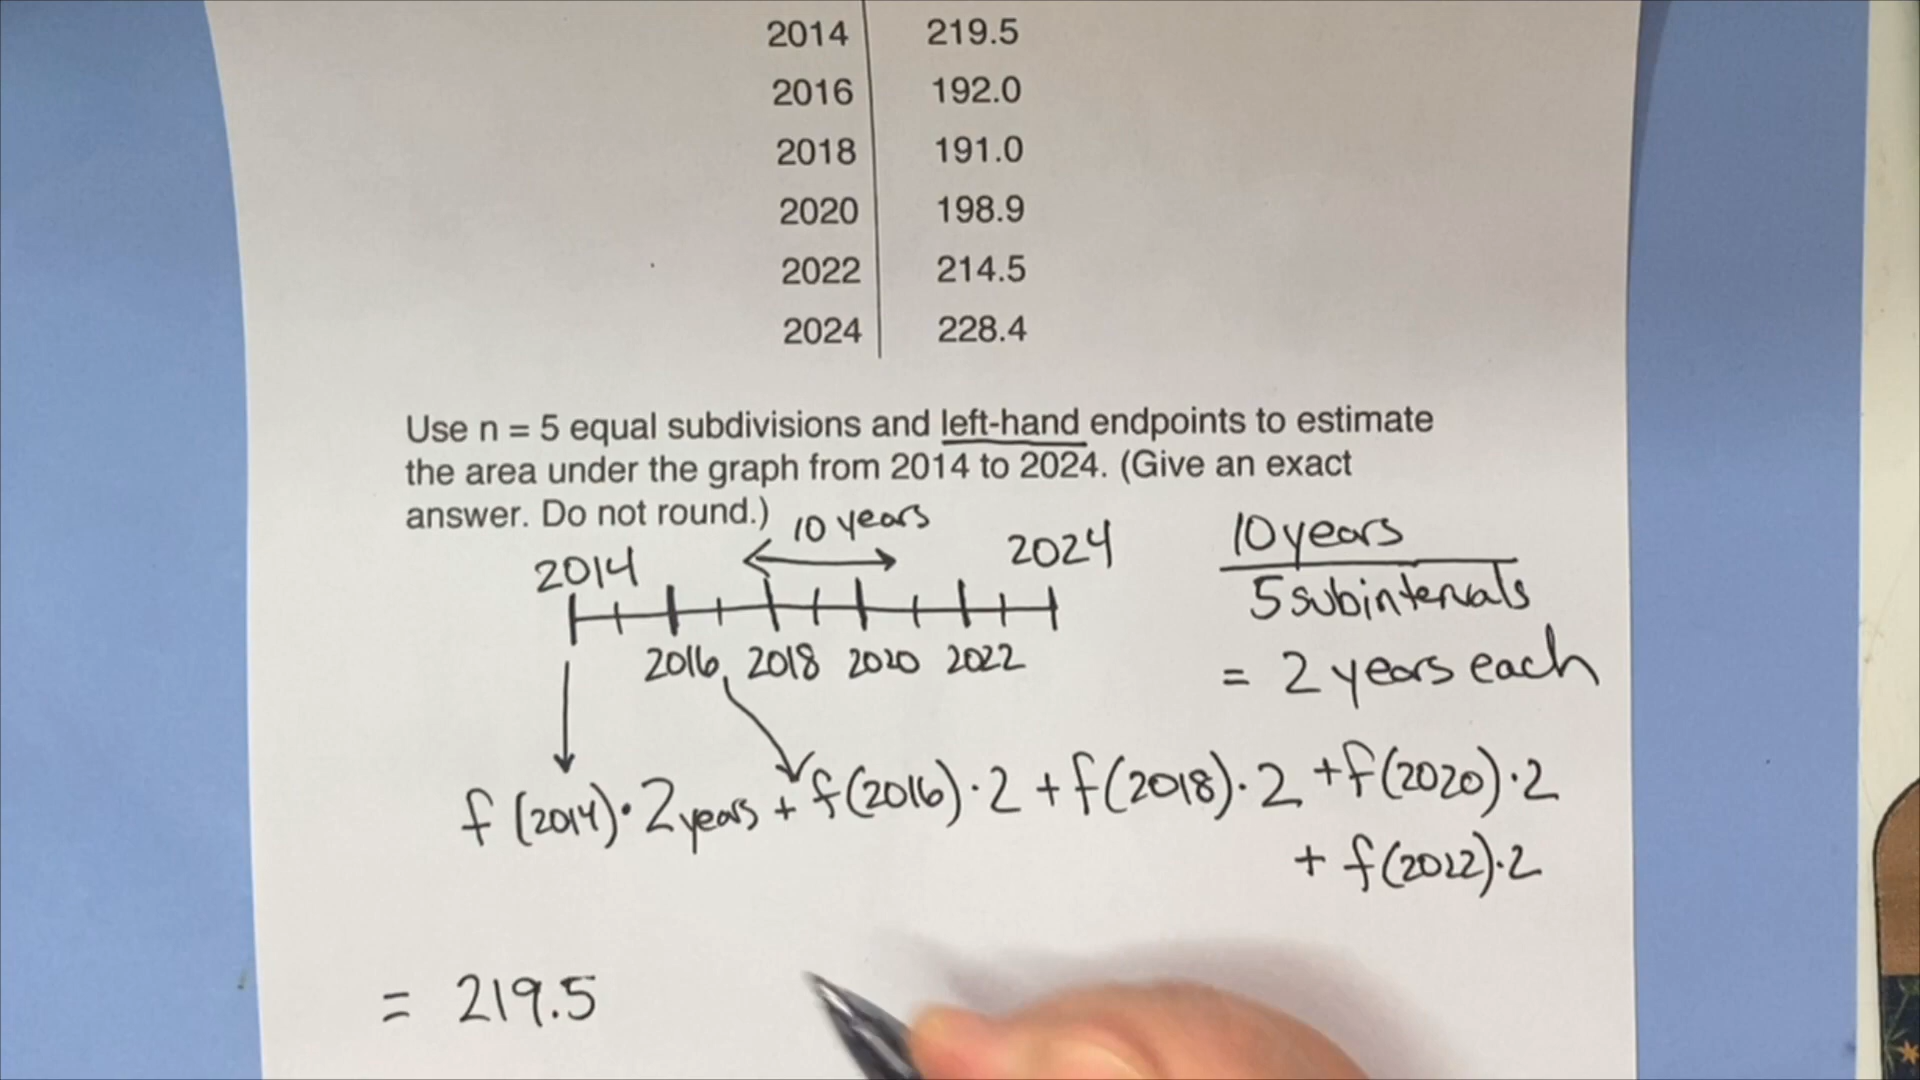 2014 219.5
2016 192.0
2018 191.0
2020 198.9
2022 214.5
2024 228.4
Use n = 5 equal subdivisions and left-hand endpoints to estimate
the area under the graph from 2014 to 2024. (Give an exact
answer. Do not round.)
10 years
2014 2024
2016 2018 2020 2022
10 years
5 subintervals
= 2 years each
f(2014)·2 years + f(2016)·2 + f(2018)·2 + f(2020)·2
+ f(2022)·2
= 219.5